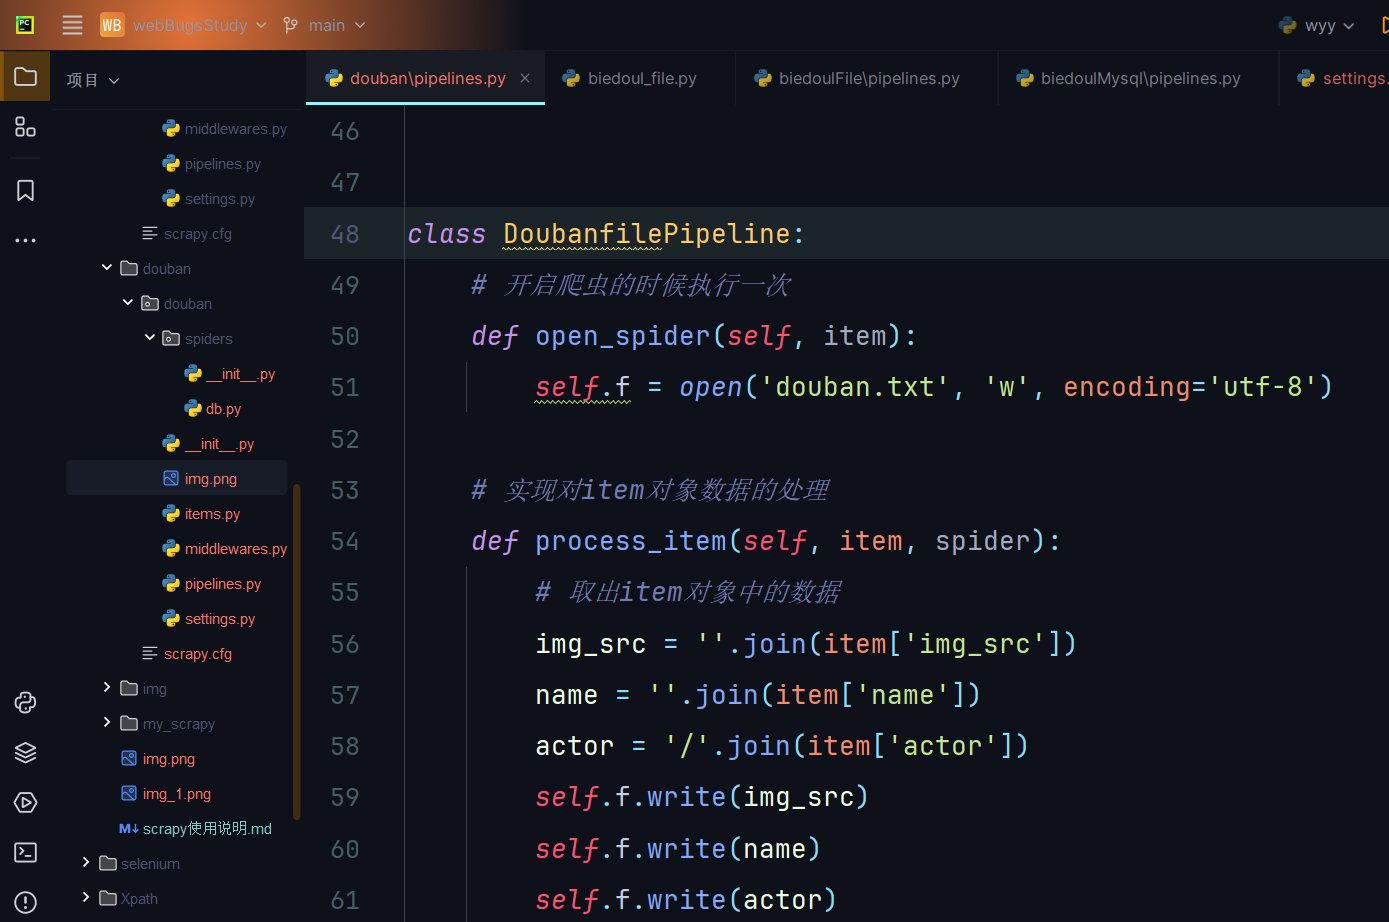 WB webBugsStudy main wyy
项目
douban\pipelines.py biedoul_file.py biedoulFile\pipelines.py biedoulMysql\pipelines.py settings.
middlewares.py
pipelines.py
settings.py
scrapy.cfg
douban
douban
spiders
__init__.py
db.py
__init__.py
img.png
items.py
middlewares.py
pipelines.py
settings.py
scrapy.cfg
img
my_scrapy
img.png
img_1.png
M↓ scrapy使用说明.md
selenium
Xpath
46
47
48 class DoubanfilePipeline:
49 # 开启爬虫的时候执行一次
50 def open_spider(self, item):
51 self.f = open('douban.txt', 'w', encoding='utf-8')
52
53 # 实现对item对象数据的处理
54 def process_item(self, item, spider):
55 # 取出item对象中的数据
56 img_src = ''.join(item['img_src'])
57 name = ''.join(item['name'])
58 actor = '/'.join(item['actor'])
59 self.f.write(img_src)
60 self.f.write(name)
61 self.f.write(actor)